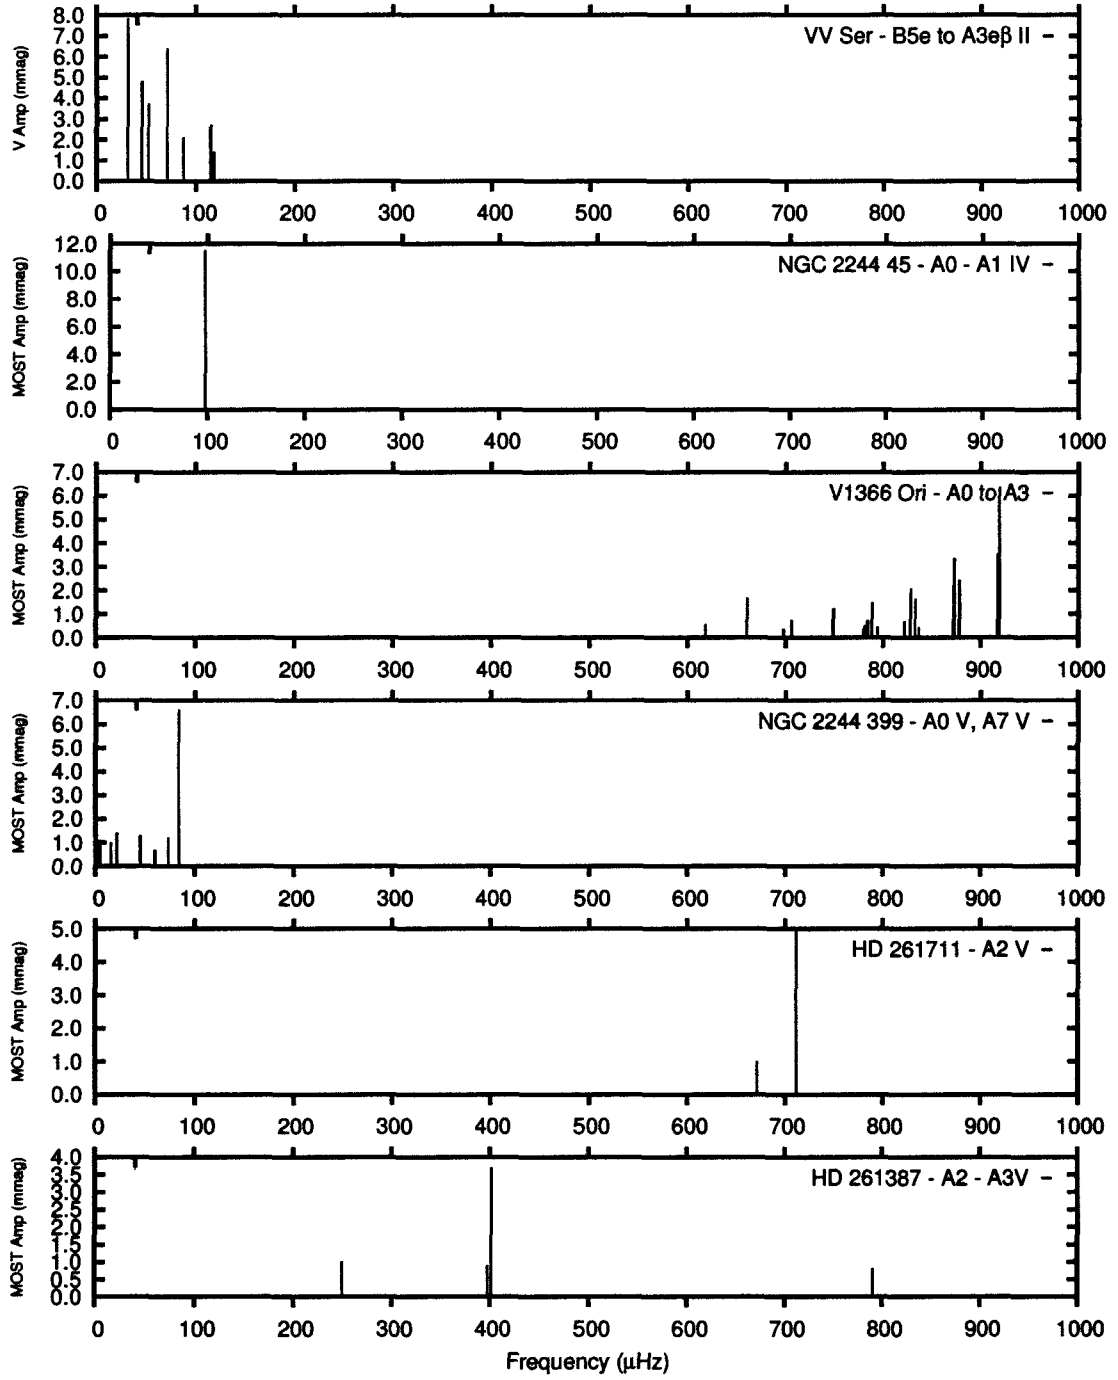 VV Ser - B5e to A3eβ II
V Amp (mmag)
8.0
7.0
6.0
5.0
4.0
3.0
2.0
1.0
0.0
0 100 200 300 400 500 600 700 800 900 1000
NGC 2244 45 - A0 - A1 IV
MOST Amp (mmag)
12.0
10.0
8.0
6.0
4.0
2.0
0.0
0 100 200 300 400 500 600 700 800 900 1000
V1366 Ori - A0 to A3
MOST Amp (mmag)
7.0
6.0
5.0
4.0
3.0
2.0
1.0
0.0
0 100 200 300 400 500 600 700 800 900 1000
NGC 2244 399 - A0 V, A7 V
MOST Amp (mmag)
7.0
6.0
5.0
4.0
3.0
2.0
1.0
0.0
0 100 200 300 400 500 600 700 800 900 1000
HD 261711 - A2 V
MOST Amp (mmag)
5.0
4.0
3.0
2.0
1.0
0.0
0 100 200 300 400 500 600 700 800 900 1000
HD 261387 - A2 - A3V
MOST Amp (mmag)
4.0
3.5
3.0
2.5
2.0
1.5
1.0
0.5
0.0
0 100 200 300 400 500 600 700 800 900 1000
Frequency (μHz)